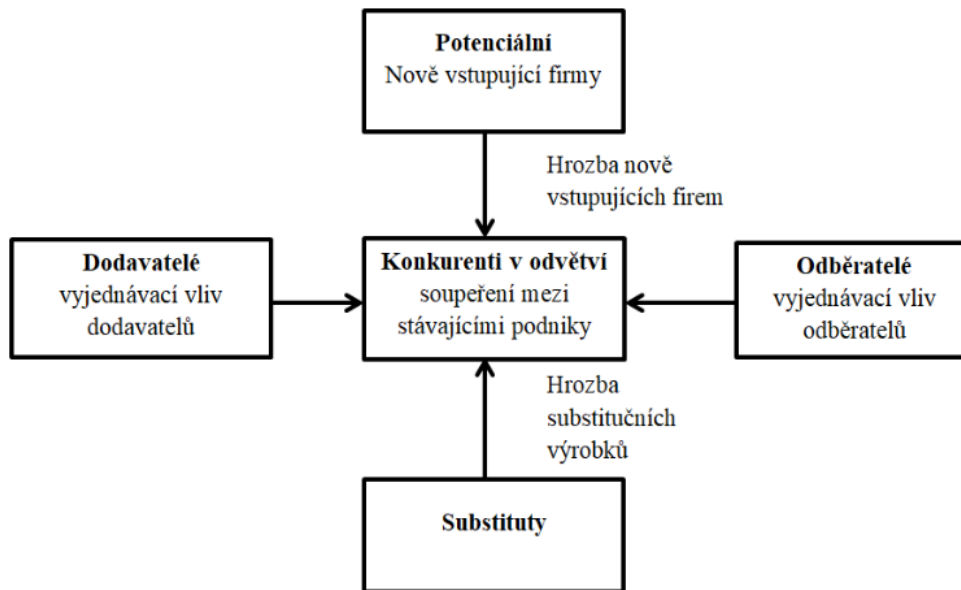 Potenciální
Nově vstupující firmy
Hrozba nově
vstupujících firem
Dodavatelé
vyjednávací vliv
dodavatelů
Konkurenti v odvětví
soupeření mezi
stávajícími podniky
Odběratelé
vyjednávací vliv
odběratelů
Hrozba
substitučních
výrobků
Substituty